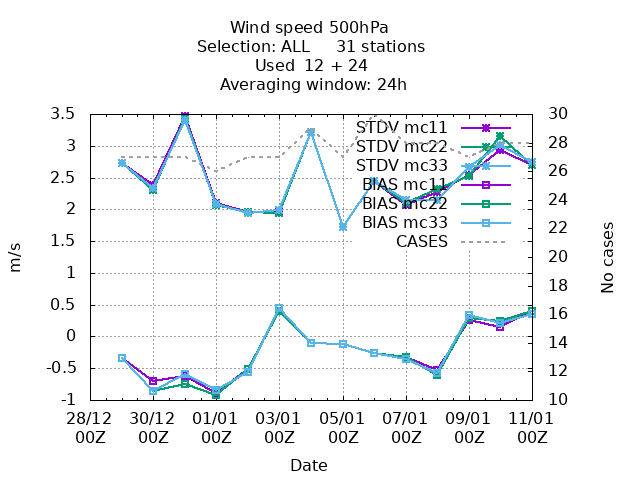 Wind speed 500hPa
Selection: ALL     31 stations
Used  12 + 24
Averaging window: 24h
3.5
3
2.5
2
1.5
1
0.5
0
-0.5
-1
m/s
30
28
26
24
22
20
18
16
14
12
10
No cases
STDV mc11
STDV mc22
STDV mc33
BIAS mc11
BIAS mc22
BIAS mc33
CASES
28/12 30/12 01/01 03/01 05/01 07/01 09/01 11/01
00Z 00Z 00Z 00Z 00Z 00Z 00Z 00Z
Date